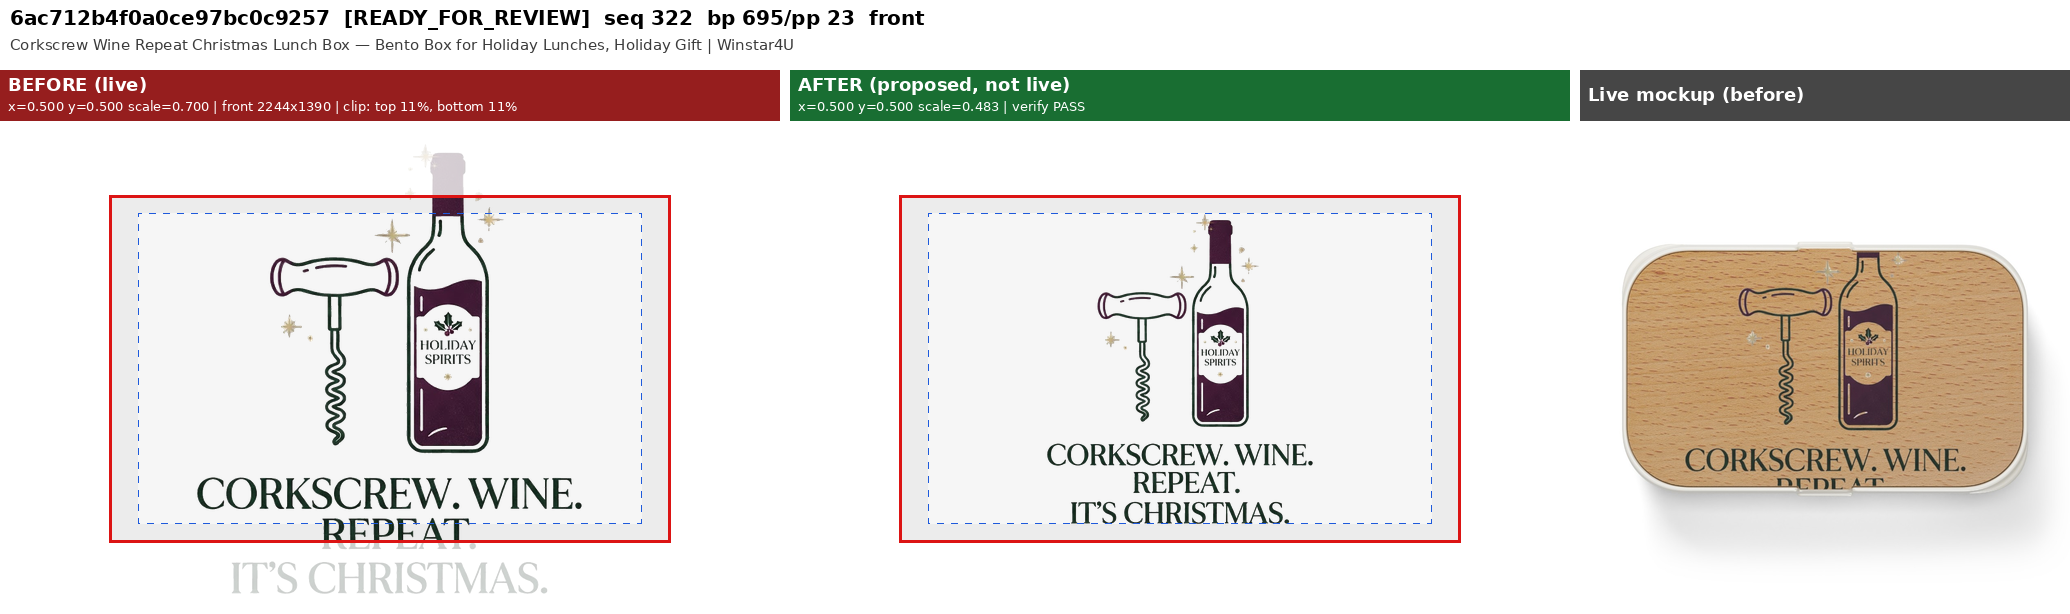 6ac712b4f0a0ce97bc0c9257 [READY_FOR_REVIEW] seq 322 bp 695/pp 23 front
Corkscrew Wine Repeat Christmas Lunch Box — Bento Box for Holiday Lunches, Holiday Gift | Winstar4U
BEFORE (live)
x=0.500 y=0.500 scale=0.700 | front 2244x1390 | clip: top 11%, bottom 11%
HOLIDAY
SPIRITS
CORKSCREW. WINE.
REPEAT.
IT'S CHRISTMAS.
AFTER (proposed, not live)
x=0.500 y=0.500 scale=0.483 | verify PASS
HOLIDAY
SPIRITS
CORKSCREW. WINE.
REPEAT.
IT'S CHRISTMAS.
Live mockup (before)
HOLIDAY
SPIRITS
CORKSCREW. WINE.
REPEAT